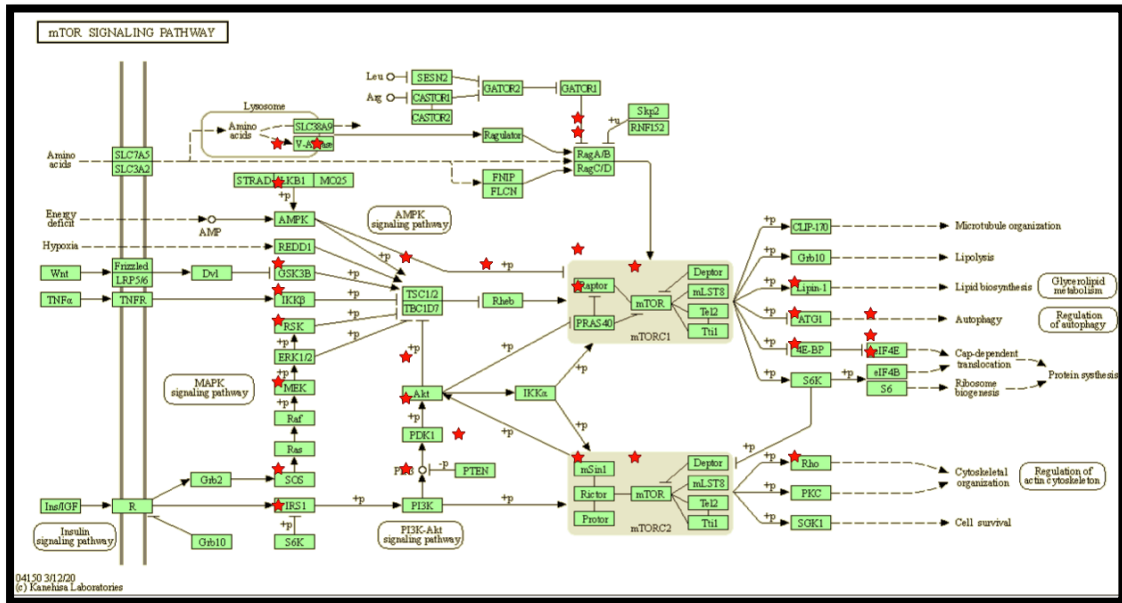 mTOR SIGNALING PATHWAY
Leu
SESN2
GATOR2
GATOR1
Arg
CASTOR1
CASTOR2
Lysosome
Amino
acids
SLC38A9
Ragulator
+u
Skp2
RNF152
Amino
acids
SLC7A5
SLC3A2
RagA/B
RagC/D
FNIP
FLCN
STRAD
LKB1
MO25
+p
Energy
deficit
AMP
AMPK
AMPK
signaling pathway
Hypoxia
REDD1
+p
+p
Wnt
Frizzled
LRP5/6
Dvl
GSK3B
+p
TNFα
TNFR
IKKβ
+p
TSC1/2
TBC1D7
Rheb
Raptor
mTOR
Deptor
mLST8
Tel2
Tti1
PRAS40
mTORC1
+p
CLIP-170
Microtubule organization
+p
Grb10
Lipolysis
+p
Lipin-1
Lipid biosynthesis
Glycerolipid
metabolism
+p
ATG1
Autophagy
Regulation
of autophagy
+p
4E-BP
eIF4E
Cap-dependent
translocation
+p
S6K
+p
eIF4B
S6
Ribosome
biogenesis
Protein systhesis
RSK
+p
+p
ERK1/2
+p
+p
+p
+p
MAPK
signaling pathway
MEK
+p
Raf
Ras
SOS
Grb2
Akt
+p
IKKα
+p
+p
+p
PDK1
-p
PTEN
Ins/IGF
R
IRS1
+p
PI3K
+p
Insulin
signaling pathway
Grb10
+p
S6K
PI3K-Akt
signaling pathway
mSin1
Rictor
Protor
mTOR
Deptor
mLST8
Tel2
Tti1
mTORC2
+p
Rho
+p
PKC
+p
SGK1
Cytoskeletal
organization
Regulation of
actin cytoskeleton
Cell survival
04150 3/12/20
(c) Kanehisa Laboratories